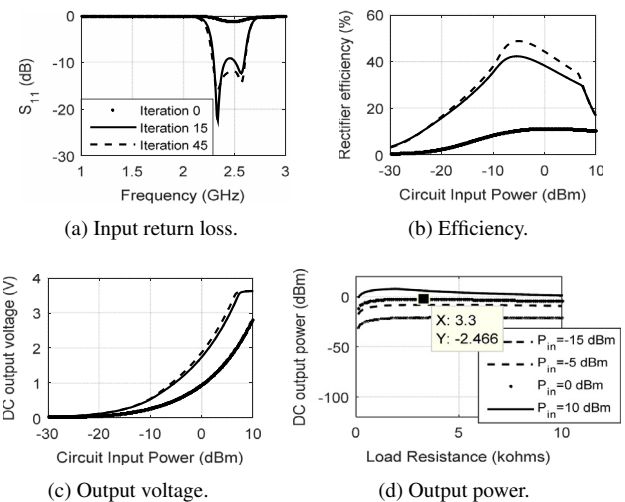 0
-10
-20
-30
S11 (dB)
Iteration 0
Iteration 15
Iteration 45
1
1.5
2
2.5
3
Frequency (GHz)
(a) Input return loss.
60
40
20
0
Rectifier efficiency (%)
-30
-20
-10
0
10
Circuit Input Power (dBm)
(b) Efficiency.
4
3
2
1
0
DC output voltage (V)
-30
-20
-10
0
10
Circuit Input Power (dBm)
(c) Output voltage.
0
-50
-100
DC output power (dBm)
X: 3.3
Y: -2.466
Pin=-15 dBm
Pin=-5 dBm
Pin=0 dBm
Pin=10 dBm
0
5
10
Load Resistance (kohms)
(d) Output power.